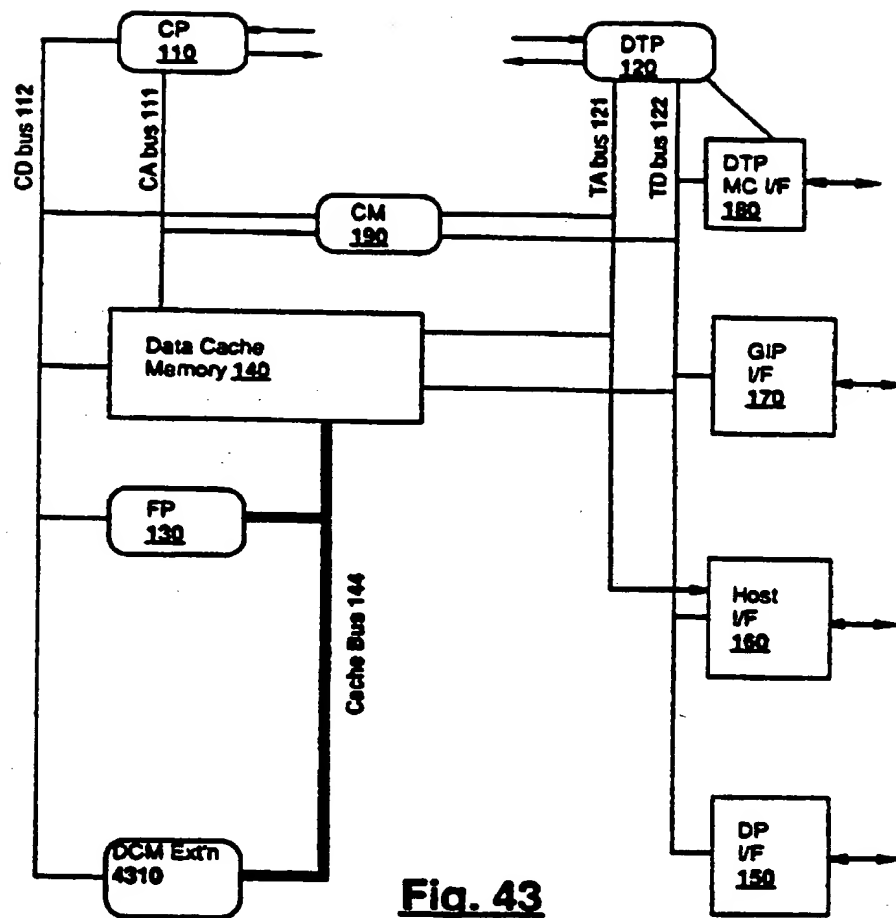 CP
110
DTP
120
CD bus 112
CA bus 111
TA bus 121
TD bus 122
DTP
MC I/F
180
CM
190
Data Cache
Memory 140
GIP
I/F
170
FP
130
Cache Bus 144
Host
I/F
160
DCM Ext'n
4310
DP
I/F
150
Fig. 43